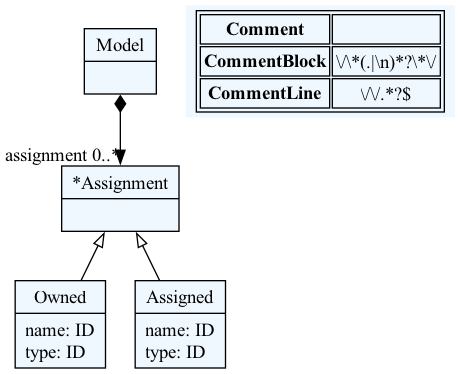 Model
Comment
CommentBlock \/\*(.|\n)*?\*\/
CommentLine \/\/.*?$
assignment 0..*
*Assignment
Owned
name: ID
type: ID
Assigned
name: ID
type: ID